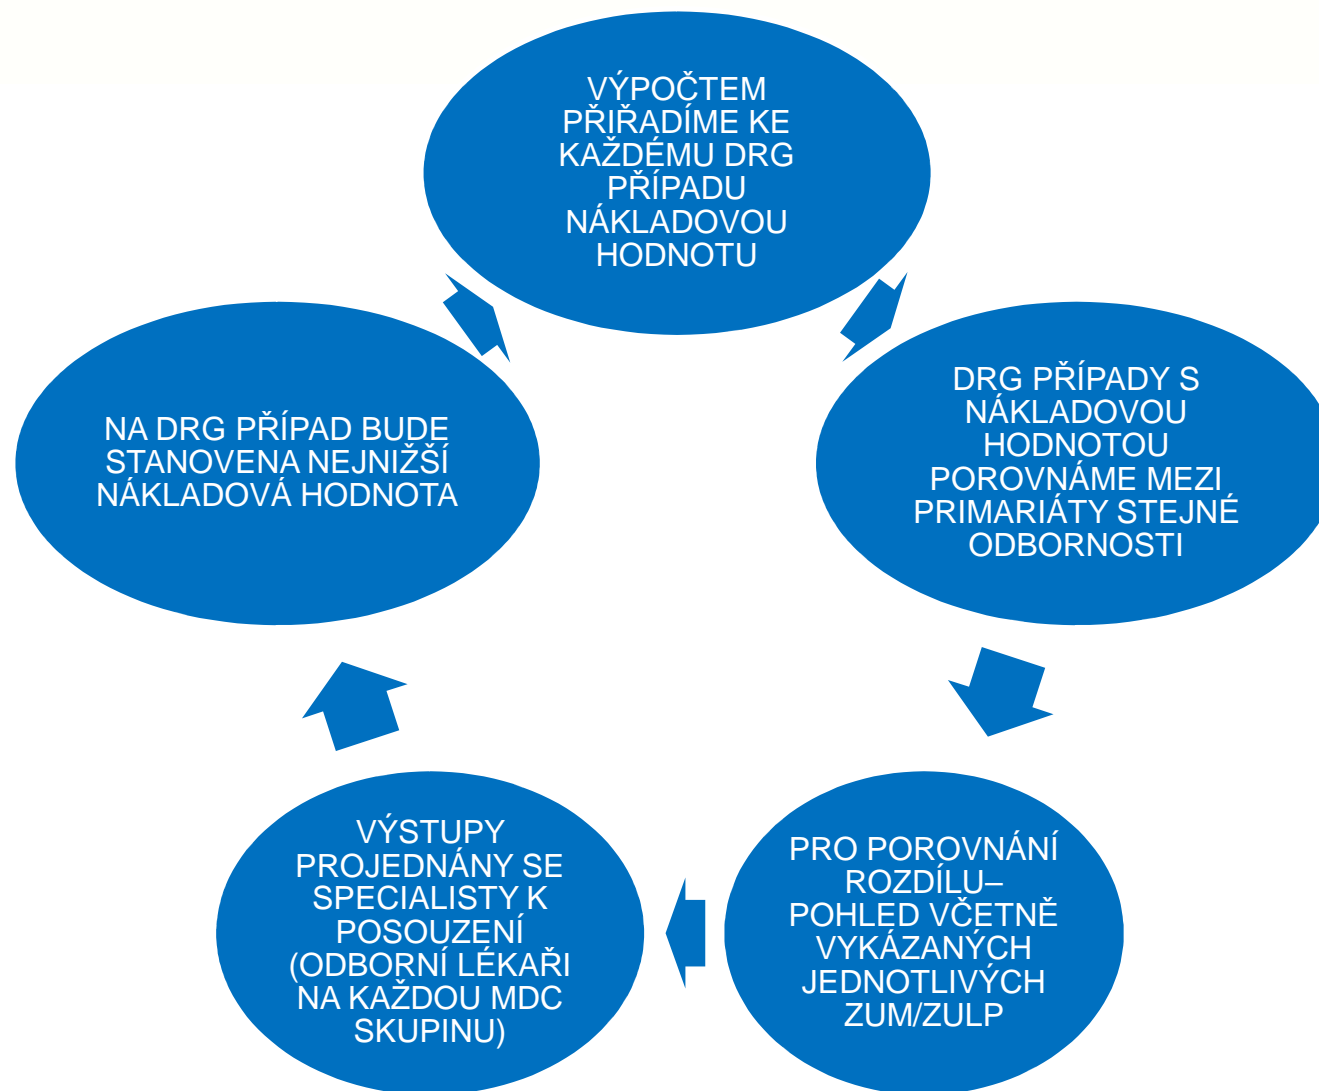 VÝPOČTEM
PŘIŘADÍME KE
KAŽDÉMU DRG
PŘÍPADU
NÁKLADOVOU
HODNOTU
DRG PŘÍPADY S
NÁKLADOVOU
HODNOTOU
POROVNÁME MEZI
PRIMARIÁTY STEJNÉ
ODBORNOSTI
PRO POROVNÁNÍ
ROZDÍLU–
POHLED VČETNĚ
VYKÁZANÝCH
JEDNOTLIVÝCH
ZUM/ZULP
VÝSTUPY
PROJEDNÁNY SE
SPECIALISTY K
POSOUZENÍ
(ODBORNÍ LÉKAŘI
NA KAŽDOU MDC
SKUPINU)
NA DRG PŘÍPAD BUDE
STANOVENA NEJNIŽŠÍ
NÁKLADOVÁ HODNOTA